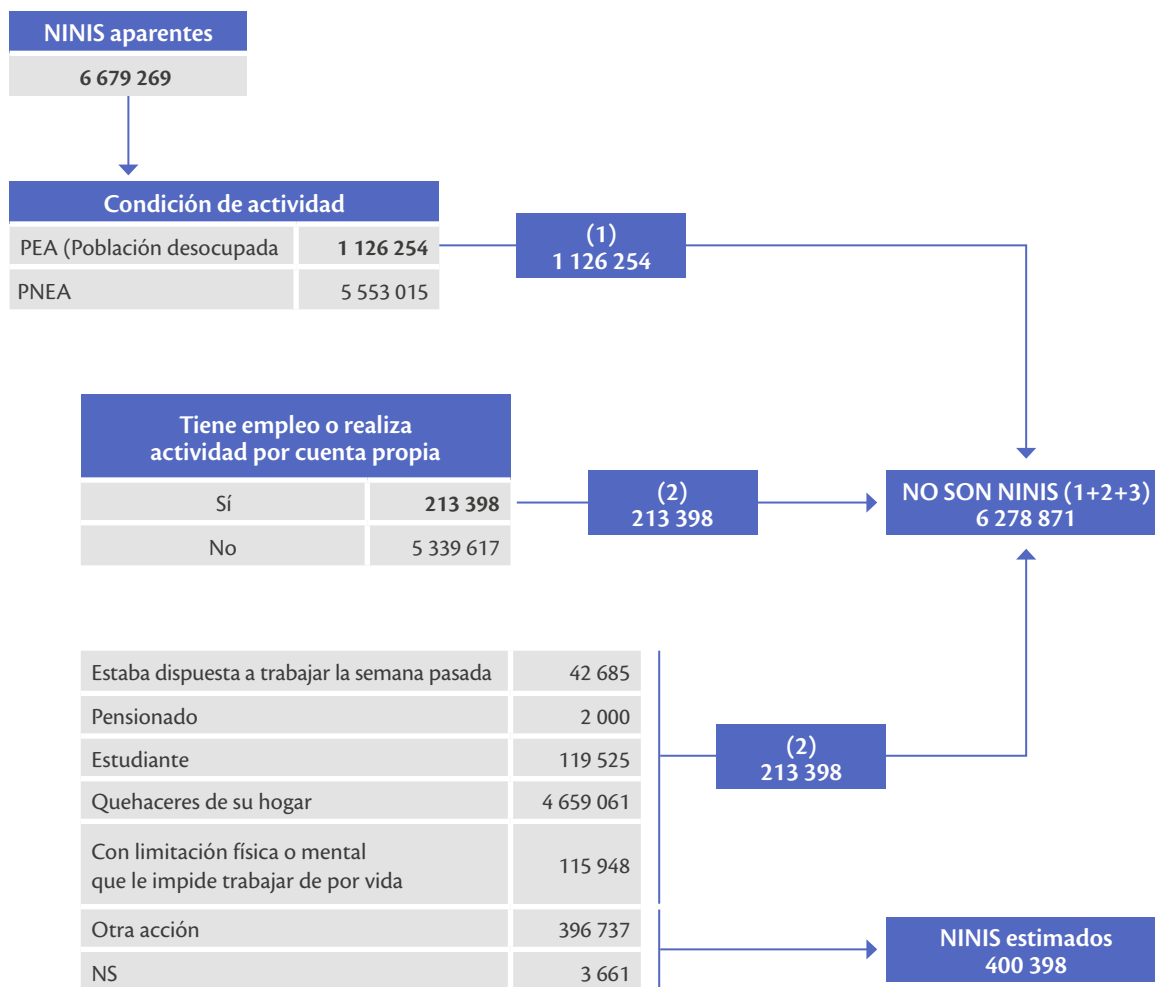 NINIS aparentes
6 679 269
Condición de actividad
PEA (Población desocupada 1 126 254
PNEA 5 553 015
(1)
1 126 254
Tiene empleo o realiza
actividad por cuenta propia
Sí 213 398
No 5 339 617
(2)
213 398
NO SON NINIS (1+2+3)
6 278 871
Estaba dispuesta a trabajar la semana pasada 42 685
Pensionado 2 000
Estudiante 119 525
Quehaceres de su hogar 4 659 061
Con limitación física o mental
que le impide trabajar de por vida 115 948
(2)
213 398
Otra acción 396 737
NS 3 661
NINIS estimados
400 398